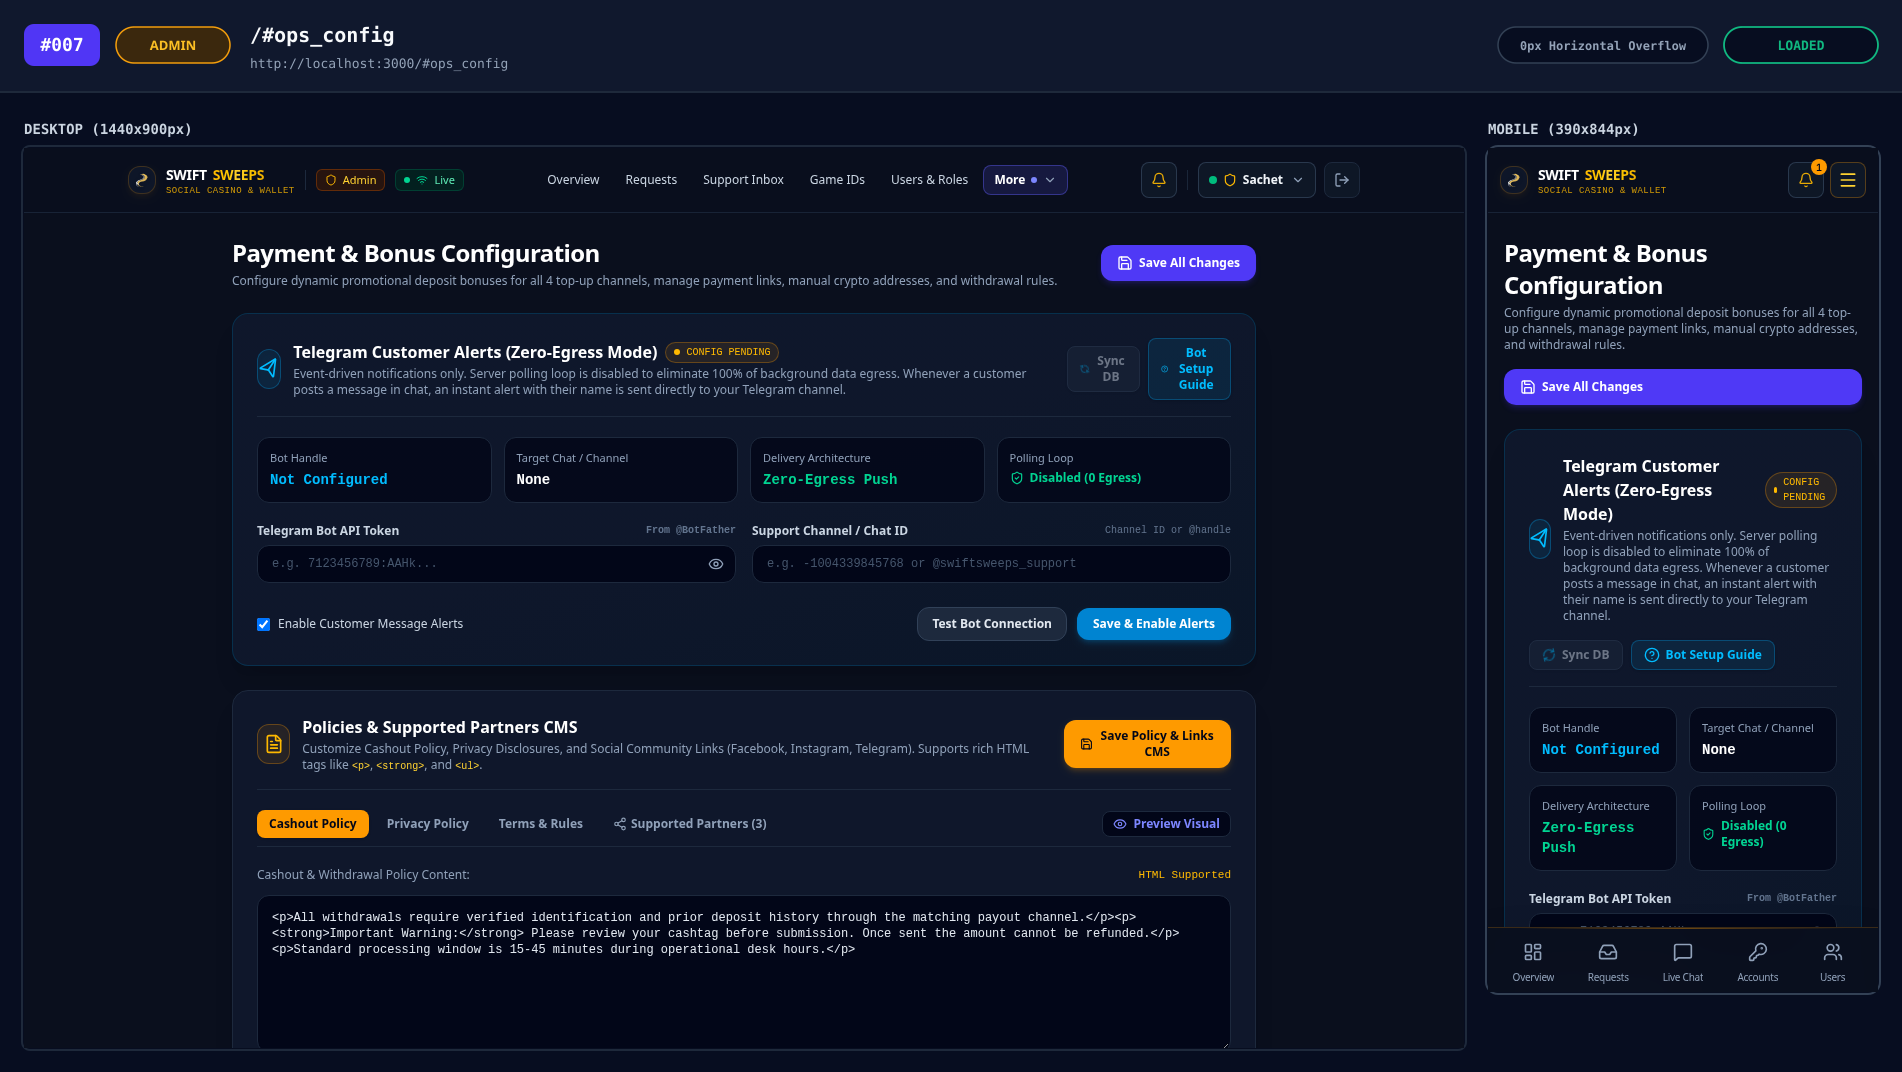 #007
ADMIN
/#ops_config
http://localhost:3000/#ops_config
0px Horizontal Overflow
LOADED
DESKTOP (1440x900px)
SWIFT SWEEPS
SOCIAL CASINO & WALLET
Admin
Live
Overview
Requests
Support Inbox
Game IDs
Users & Roles
More
Sachet
Payment & Bonus Configuration
Configure dynamic promotional deposit bonuses for all 4 top-up channels, manage payment links, manual crypto addresses, and withdrawal rules.
Save All Changes
Telegram Customer Alerts (Zero-Egress Mode)
CONFIG PENDING
Event-driven notifications only. Server polling loop is disabled to eliminate 100% of background data egress. Whenever a customer
posts a message in chat, an instant alert with their name is sent directly to your Telegram channel.
Sync
DB
Bot
Setup
Guide
Bot Handle
Not Configured
Target Chat / Channel
None
Delivery Architecture
Zero-Egress Push
Polling Loop
Disabled (0 Egress)
Telegram Bot API Token
From @BotFather
e.g. 7123456789:AAHk...
Support Channel / Chat ID
Channel ID or @handle
e.g. -1004339845768 or @swiftsweeps_support
Enable Customer Message Alerts
Test Bot Connection
Save & Enable Alerts
Policies & Supported Partners CMS
Customize Cashout Policy, Privacy Disclosures, and Social Community Links (Facebook, Instagram, Telegram). Supports rich HTML
tags like <p>, <strong>, and <ul>.
Save Policy & Links
CMS
Cashout Policy
Privacy Policy
Terms & Rules
Supported Partners (3)
Preview Visual
Cashout & Withdrawal Policy Content:
HTML Supported
<p>All withdrawals require verified identification and prior deposit history through the matching payout channel.</p><p>
<strong>Important Warning:</strong> Please review your cashtag before submission. Once sent the amount cannot be refunded.</p>
<p>Standard processing window is 15-45 minutes during operational desk hours.</p>
MOBILE (390x844px)
SWIFT SWEEPS
SOCIAL CASINO & WALLET
1
Payment & Bonus
Configuration
Configure dynamic promotional deposit bonuses for all 4 top-
up channels, manage payment links, manual crypto addresses,
and withdrawal rules.
Save All Changes
Telegram Customer
Alerts (Zero-Egress
Mode)
CONFIG
PENDING
Event-driven notifications only. Server polling
loop is disabled to eliminate 100% of
background data egress. Whenever a customer
posts a message in chat, an instant alert with
their name is sent directly to your Telegram
channel.
Sync DB
Bot Setup Guide
Bot Handle
Not Configured
Target Chat / Channel
None
Delivery Architecture
Zero-Egress
Push
Polling Loop
Disabled (0
Egress)
Telegram Bot API Token
From @BotFather
Overview
Requests
Live Chat
Accounts
Users